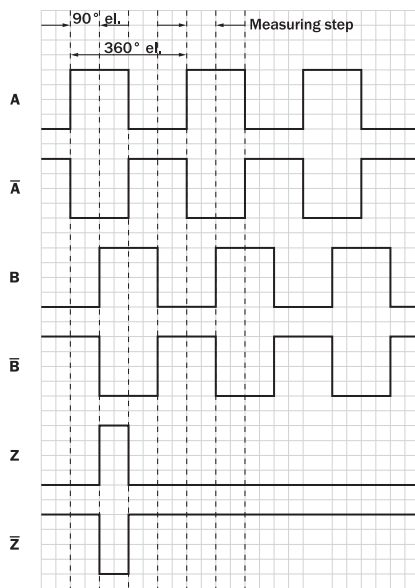 90° el. Measuring step
360° el.
A
A̅
B
B̅
Z
Z̅